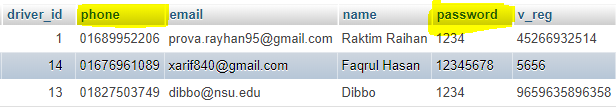 driver_id phone email name password v_reg
1 01689952206 prova.rayhan95@gmail.com Raktim Raihan 1234 45266932514
14 01676961089 xarif840@gmail.com Faqrul Hasan 12345678 5656
13 01827503749 dibbo@nsu.edu Dibbo 1234 9659635896358